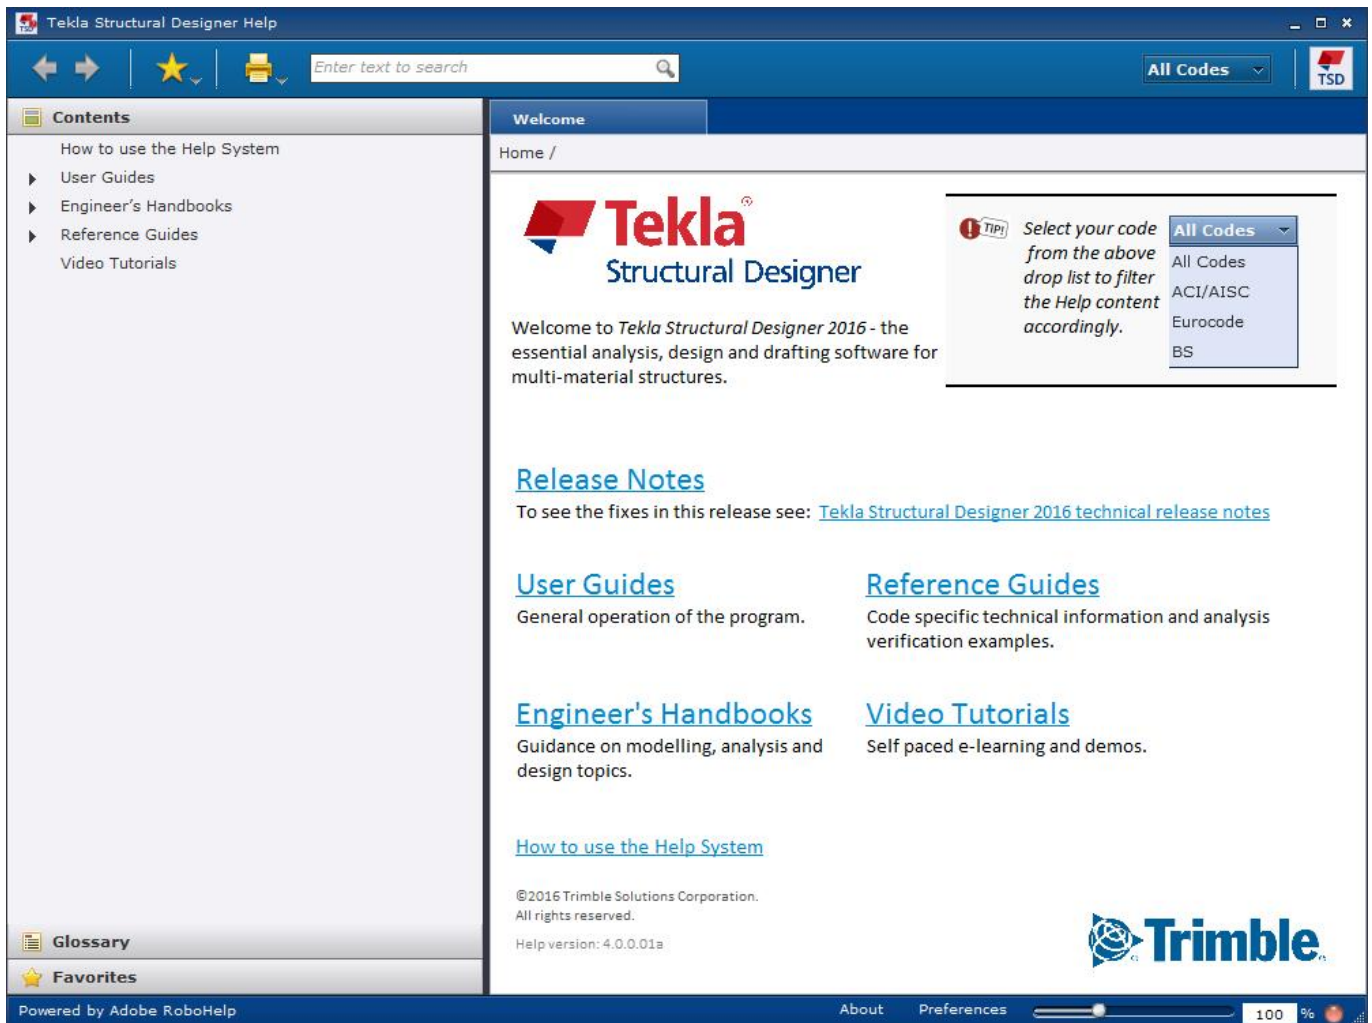 TSD
Tekla Structural Designer Help
Enter text to search
All Codes
TSD
Contents
How to use the Help System
User Guides
Engineer's Handbooks
Reference Guides
Video Tutorials
Glossary
Favorites
Welcome
Home /
Tekla®
Structural Designer
Welcome to Tekla Structural Designer 2016 - the
essential analysis, design and drafting software for
multi-material structures.
TIP!
Select your code
from the above
drop list to filter
the Help content
accordingly.
All Codes
All Codes
ACI/AISC
Eurocode
BS
Release Notes
To see the fixes in this release see: Tekla Structural Designer 2016 technical release notes
User Guides
General operation of the program.
Reference Guides
Code specific technical information and analysis
verification examples.
Engineer's Handbooks
Guidance on modelling, analysis and
design topics.
Video Tutorials
Self paced e-learning and demos.
How to use the Help System
©2016 Trimble Solutions Corporation.
All rights reserved.
Help version: 4.0.0.01a
Trimble
Powered by Adobe RoboHelp
About
Preferences
100 %